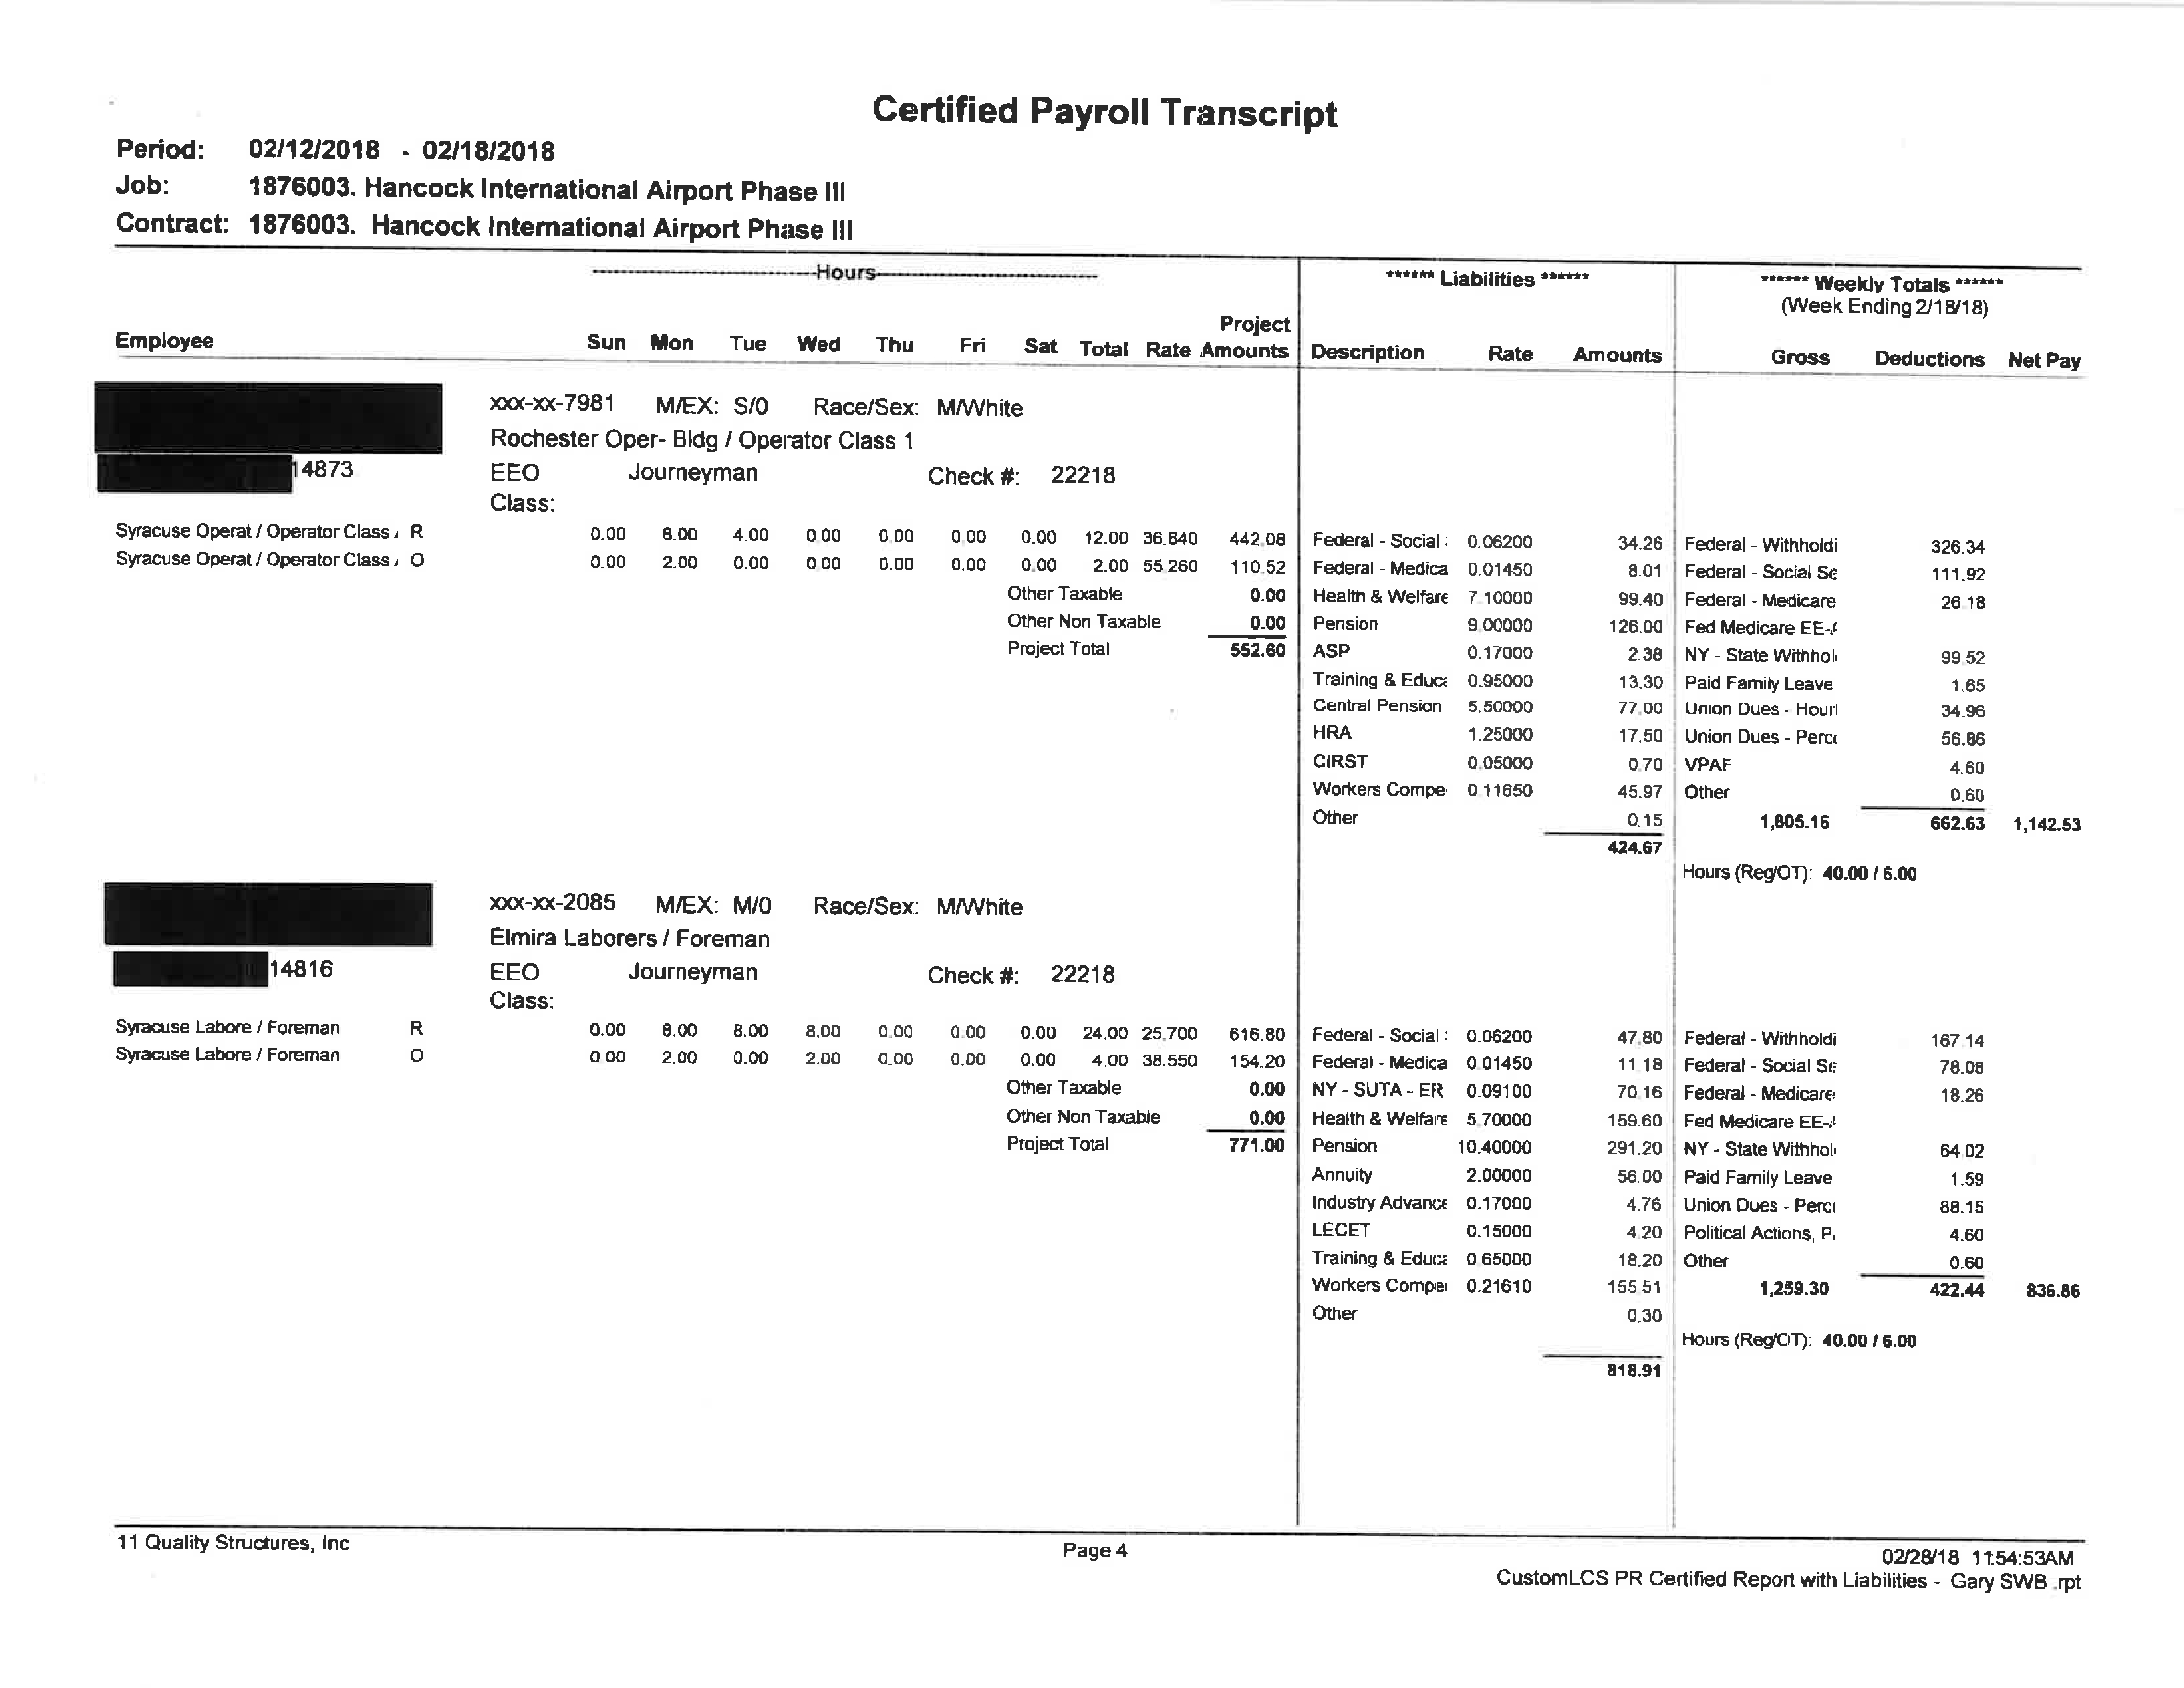 Certified Payroll Transcript
Period: 02/12/2018 - 02/18/2018
Job: 1876003. Hancock International Airport Phase III
Contract: 1876003. Hancock International Airport Phase III
-Hours-
****** Liabilities ******
****** Weekly Totals ******
(Week Ending 2/18/18)
Employee Sun Mon Tue Wed Thu Fri Sat Total Rate Project Amounts Description Rate Amounts Gross Deductions Net Pay
xxx-xx-7981 M/EX: S/0 Race/Sex: M/White
Rochester Oper- Bldg / Operator Class 1
14873 EEO Class: Journeyman Check #: 22218
Syracuse Operat / Operator Class R 0.00 8.00 4.00 0.00 0.00 0.00 0.00 12.00 36.840 442.08 Federal - Social 0.06200 34.26 Federal - Withholdi 326.34
Syracuse Operat / Operator Class O 0.00 2.00 0.00 0.00 0.00 0.00 0.00 2.00 55.260 110.52 Federal - Medica 0.01450 8.01 Federal - Social Se 111.92
Other Taxable 0.00 Health & Welfare 7.10000 99.40 Federal - Medicare 26.18
Other Non Taxable 0.00 Pension 9.00000 126.00 Fed Medicare EE-
Project Total 552.60 ASP 0.17000 2.38 NY - State Withhol 99.52
Training & Educa 0.95000 13.30 Paid Family Leave 1.65
Central Pension 5.50000 77.00 Union Dues - Hourl 34.96
HRA 1.25000 17.50 Union Dues - Perce 56.86
CIRST 0.05000 0.70 VPAF 4.60
Workers Compe 0.11650 45.97 Other 0.60
Other 0.15 1,805.16 662.63 1,142.53
424.67
Hours (Reg/OT): 40.00 / 6.00
xxx-xx-2085 M/EX: M/0 Race/Sex: M/White
Elmira Laborers / Foreman
14816 EEO Class: Journeyman Check #: 22218
Syracuse Labore / Foreman R 0.00 8.00 8.00 8.00 0.00 0.00 0.00 24.00 25.700 616.80 Federal - Social 0.06200 47.80 Federal - Withholdi 167.14
Syracuse Labore / Foreman O 0.00 2.00 0.00 2.00 0.00 0.00 0.00 4.00 38.550 154.20 Federal - Medica 0.01450 11.18 Federal - Social Se 78.08
Other Taxable 0.00 NY - SUTA - ER 0.09100 70.16 Federal - Medicare 18.26
Other Non Taxable 0.00 Health & Welfare 5.70000 159.60 Fed Medicare EE-
Project Total 771.00 Pension 10.40000 291.20 NY - State Withhol 64.02
Annuity 2.00000 56.00 Paid Family Leave 1.59
Industry Advance 0.17000 4.76 Union Dues - Perc 88.15
LECET 0.15000 4.20 Political Actions, P 4.60
Training & Educa 0.65000 18.20 Other 0.60
Workers Compe 0.21610 155.51 1,259.30 422.44 836.86
Other 0.30
Hours (Reg/OT): 40.00 / 6.00
818.91
11 Quality Structures, Inc Page 4 02/28/18 11:54:53AM
CustomLCS PR Certified Report with Liabilities - Gary SWB .rpt